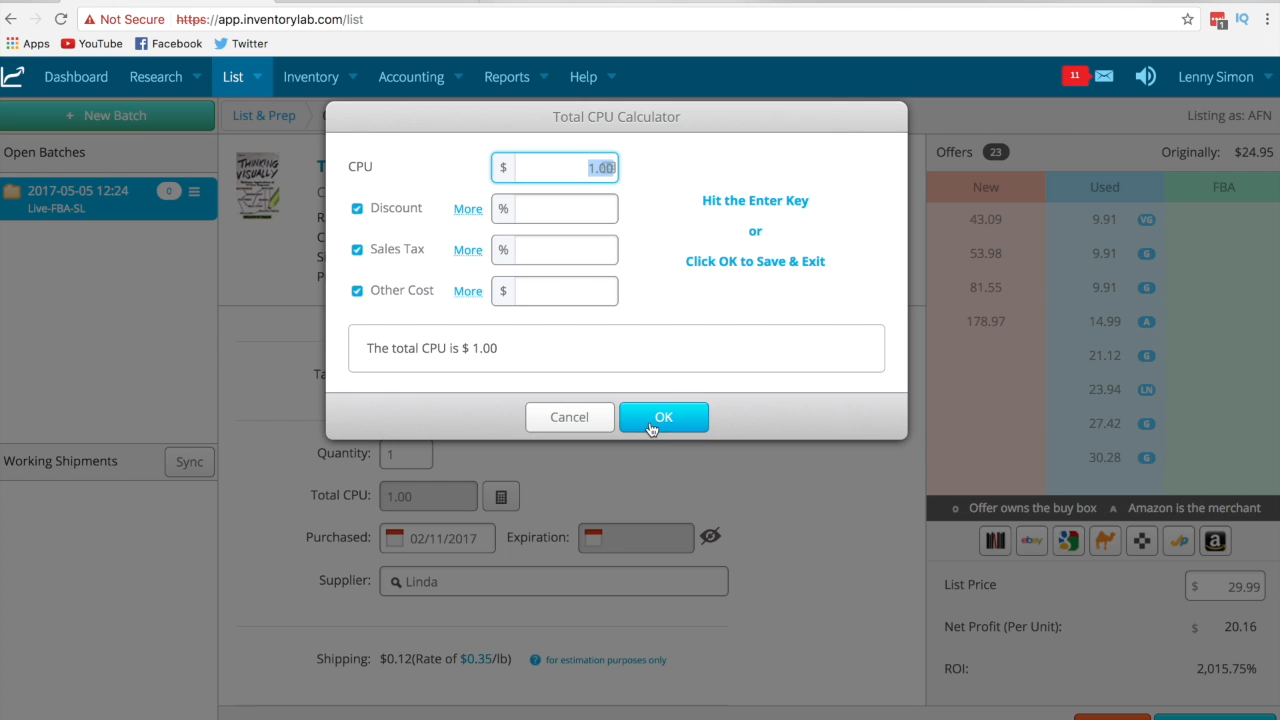 Not Secure https://app.inventorylab.com/list
1
IQ
Apps YouTube Facebook Twitter
Dashboard Research List Inventory Accounting Reports Help 11 Lenny Simon
+ New Batch
List & Prep
Listing as: AFN
Open Batches
2017-05-05 12:24 0
Live-FBA-SL
Working Shipments Sync
THINKING VISUALLY
Total CPU Calculator
CPU $ 1.00
Discount More %
Sales Tax More %
Other Cost More $
Hit the Enter Key
or
Click OK to Save & Exit
The total CPU is $ 1.00
Cancel OK
Quantity: 1
Total CPU: 1.00
Purchased: 02/11/2017 Expiration:
Supplier: Linda
Shipping: $0.12(Rate of $0.35/lb) ? for estimation purposes only
Offers 23 Originally: $24.95
New Used FBA
43.09 9.91 VG
53.98 9.91 G
81.55 9.91 G
178.97 14.99 A
21.12 G
23.94 LN
27.42 G
30.28 G
O Offer owns the buy box A Amazon is the merchant
ebay
a
List Price $ 29.99
Net Profit (Per Unit): $ 20.16
ROI: 2,015.75%